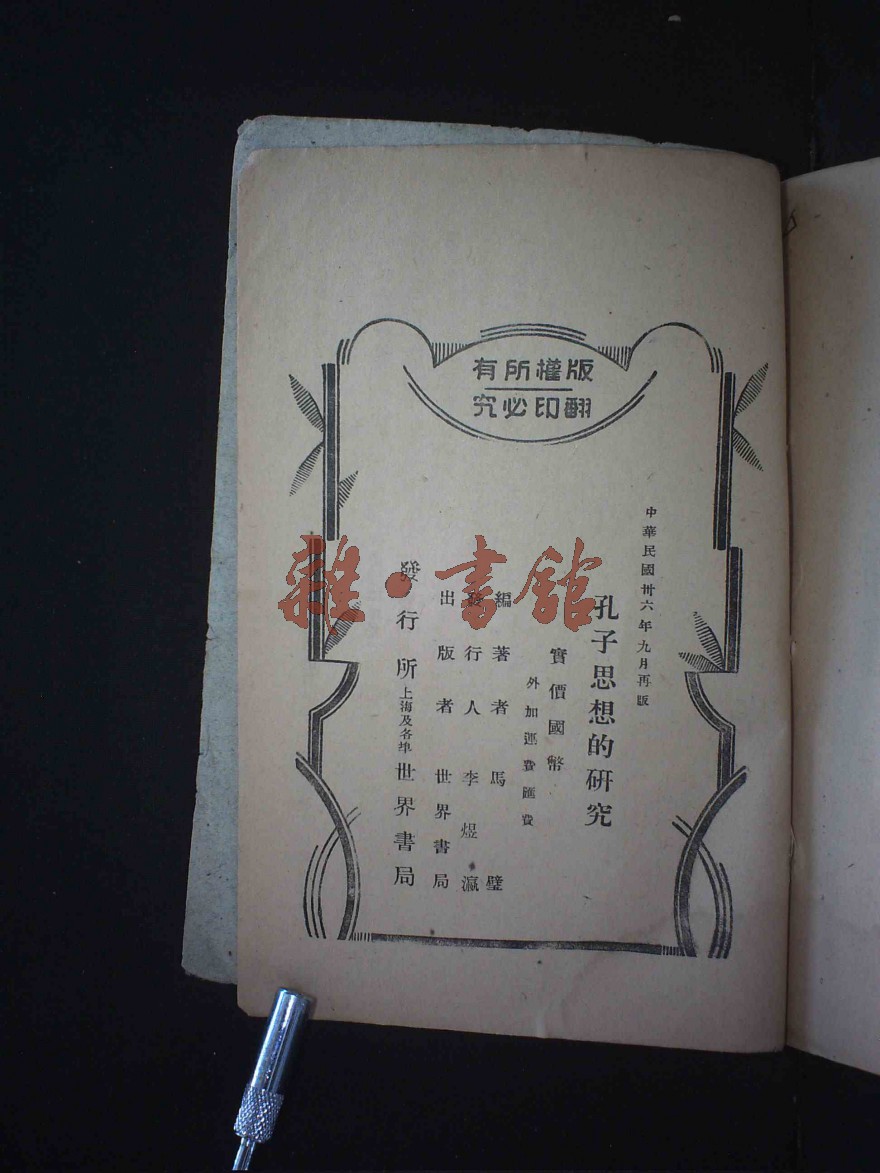 版權所有
翻印必究
中華民國卅六年九月再版
孔子思想的研究
實價國幣
外加運費匯費
編著者 馬璧
發行人 李煜瀛
出版者 世界書局
發行所 上海及各埠 世界書局
雜·書館